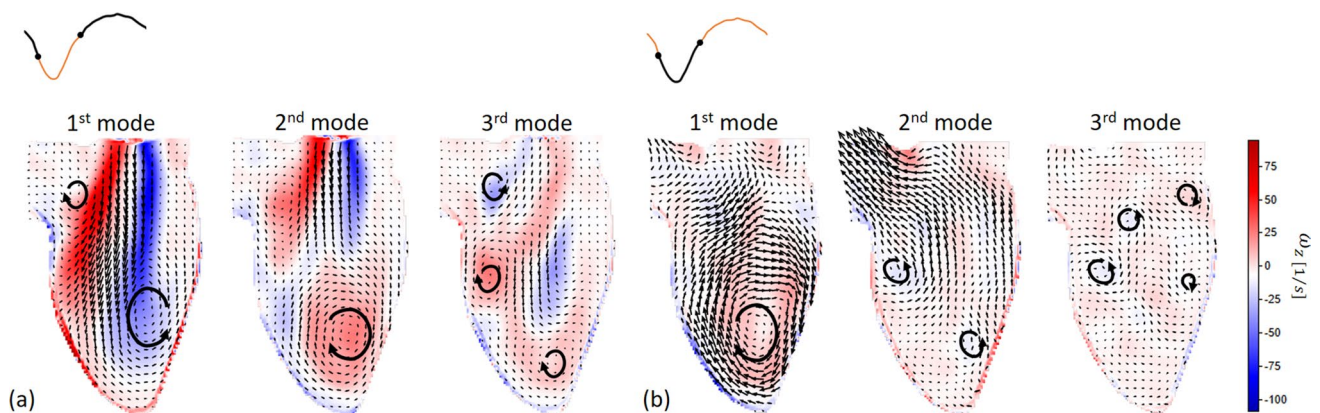 1st mode
2nd mode
3rd mode
1st mode
2nd mode
3rd mode
75
50
25
0
-25
-50
-75
-100
ωz [1/s]
(a)
(b)